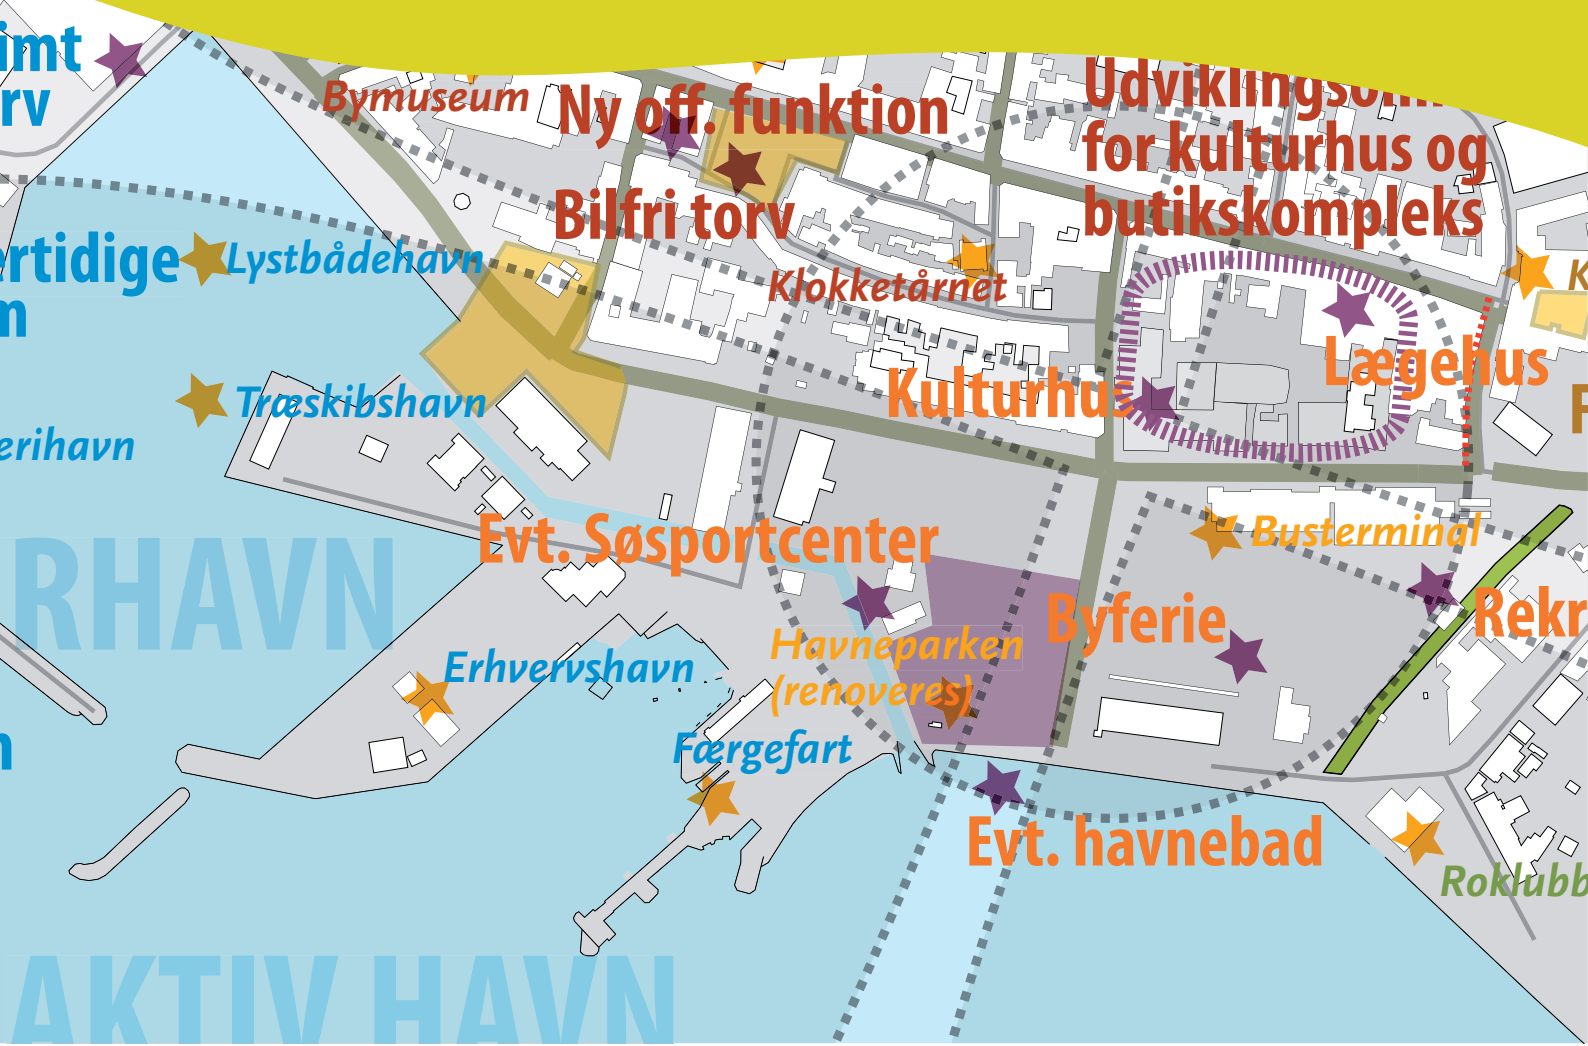 imt
rv
Bymuseum
Ny off. funktion
for kulturhus og
butikskompleks
Bilfri torv
ertidige
m
Lystbådehavn
Klokketårnet
K
Lægehus
Kulturhus
Træskibshavn
erihavn
F
Evt. Søsportcenter
Busterminal
RHAVN
Byferie
Rekr
Havneparken
(renoveres)
Erhvervshavn
Færgefart
n
Evt. havnebad
Roklubb
AKTIV HAVN